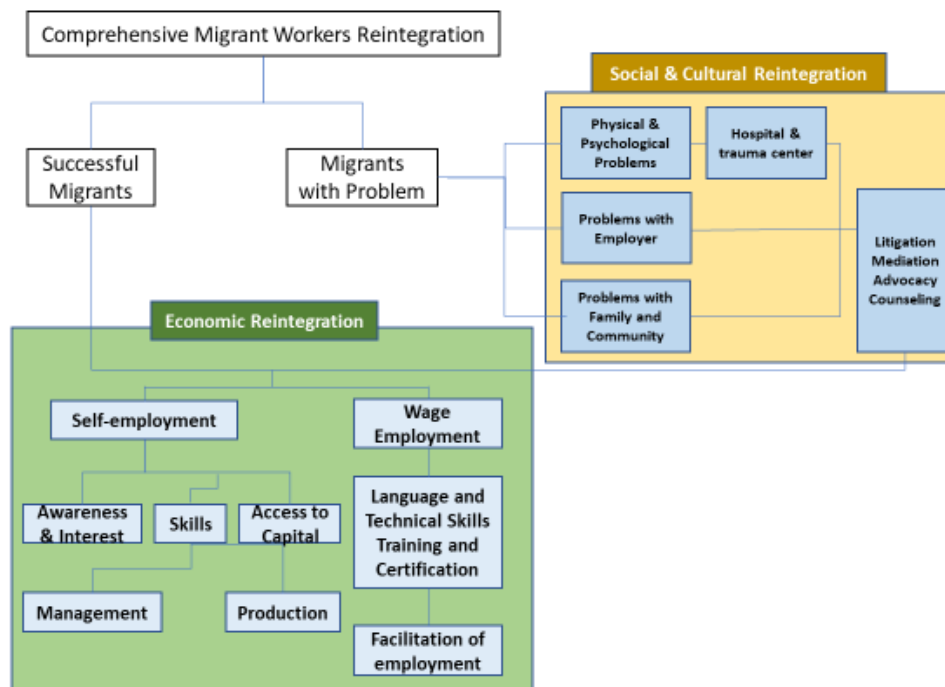 Comprehensive Migrant Workers Reintegration
Social & Cultural Reintegration
Successful
Migrants
Migrants
with Problem
Physical &
Psychological
Problems
Hospital &
trauma center
Problems with
Employer
Problems with
Family and
Community
Litigation
Mediation
Advocacy
Counseling
Economic Reintegration
Self-employment
Wage
Employment
Awareness
& Interest
Skills
Access to
Capital
Language and
Technical Skills
Training and
Certification
Management
Production
Facilitation of
employment